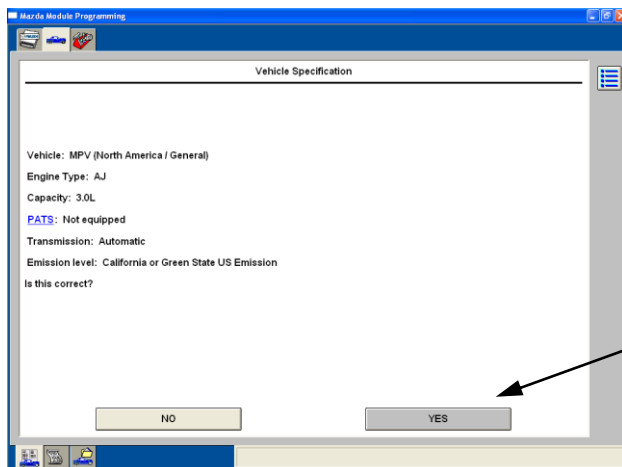 Mazda Module Programming
Vehicle Specification
Vehicle: MPV (North America / General)
Engine Type: AJ
Capacity: 3.0L
PATS: Not equipped
Transmission: Automatic
Emission level: California or Green State US Emission
Is this correct?
NO YES